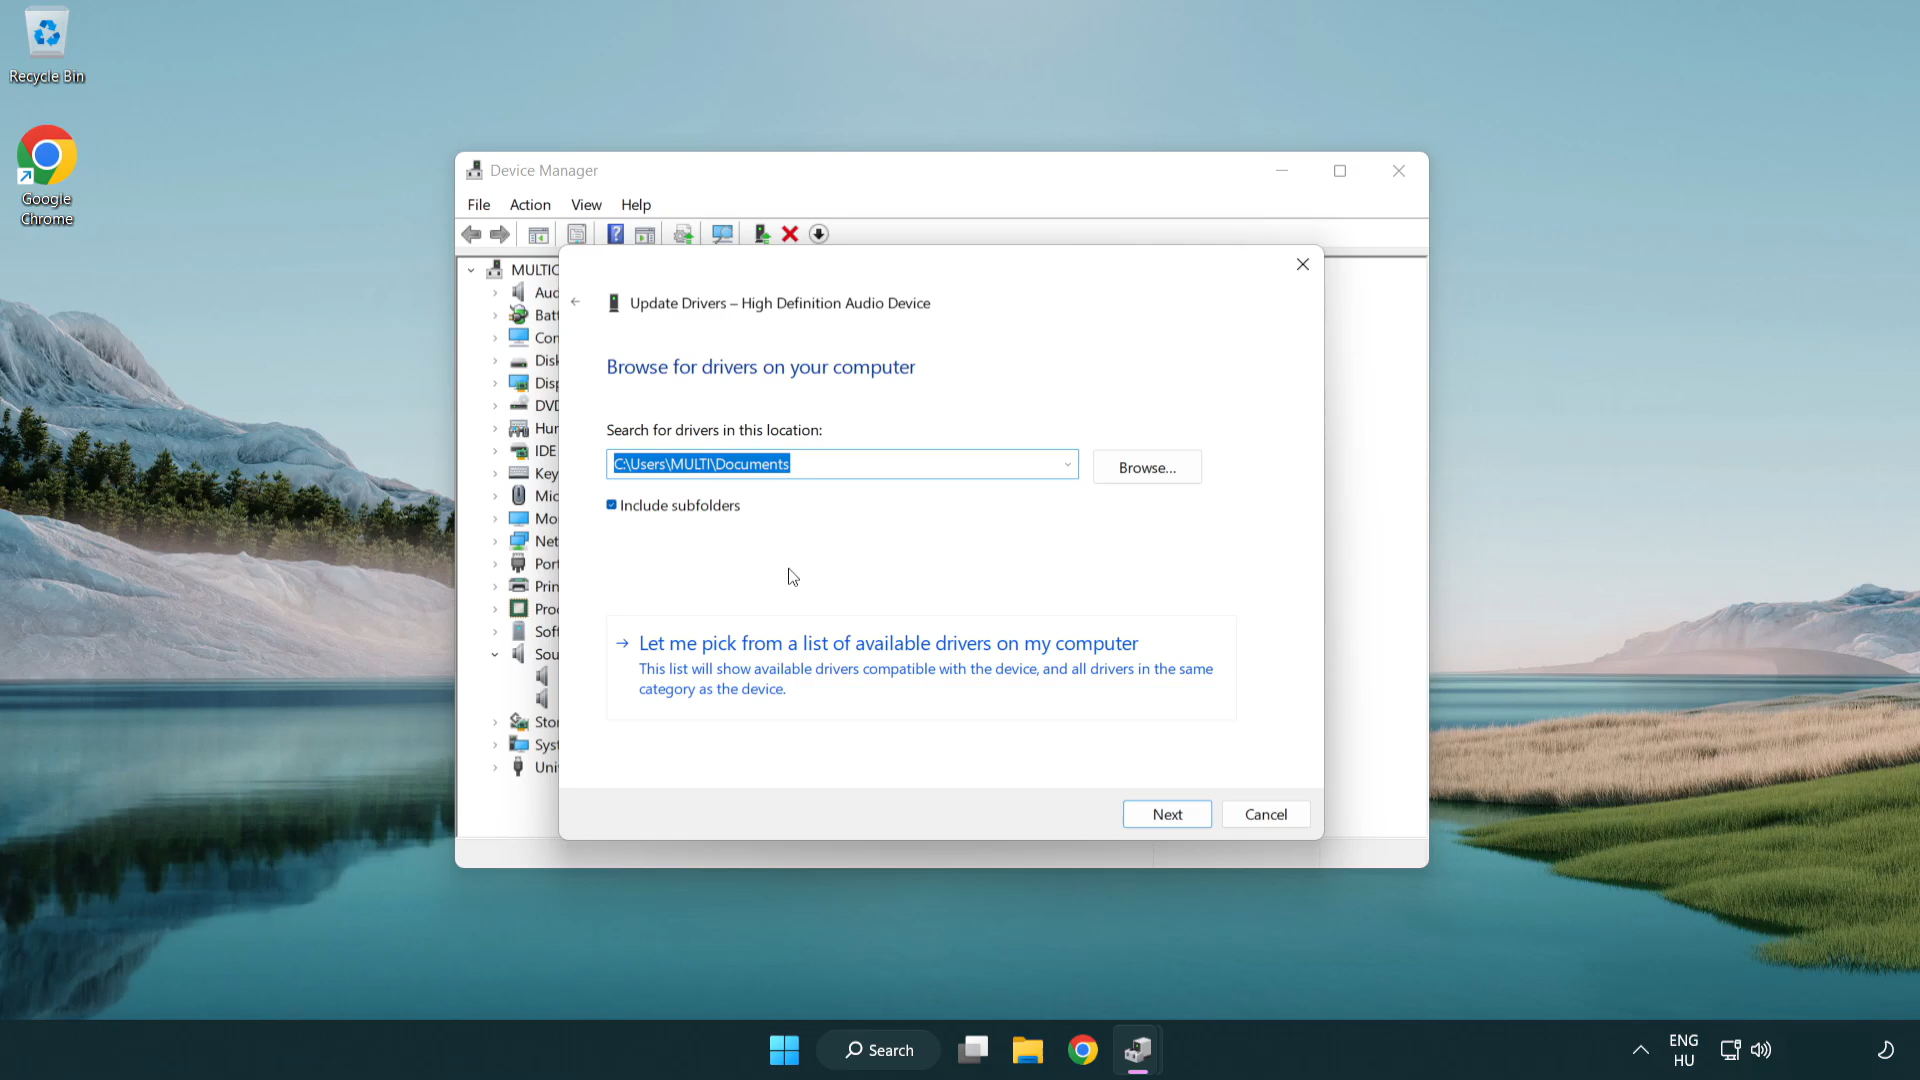 Recycle Bin
Google
Chrome
Device Manager
File Action View Help
MULTIC
Aud
Batt
Com
Disk
Disp
DVD
Hum
IDE
Key
Mic
Mo
Net
Port
Prin
Proc
Soft
Sou
Stor
Syst
Uni
Update Drivers – High Definition Audio Device
Browse for drivers on your computer
Search for drivers in this location:
C:\Users\MULTI\Documents
Browse...
Include subfolders
Let me pick from a list of available drivers on my computer
This list will show available drivers compatible with the device, and all drivers in the same
category as the device.
Next Cancel
Search
ENG
HU